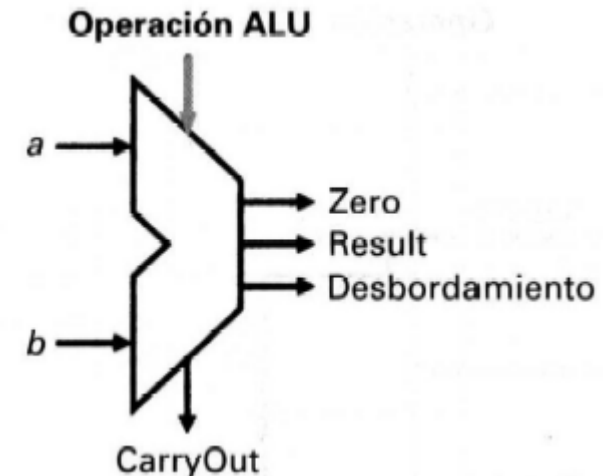 Operación ALU
a
Zero
Result
Desbordamiento
b
CarryOut